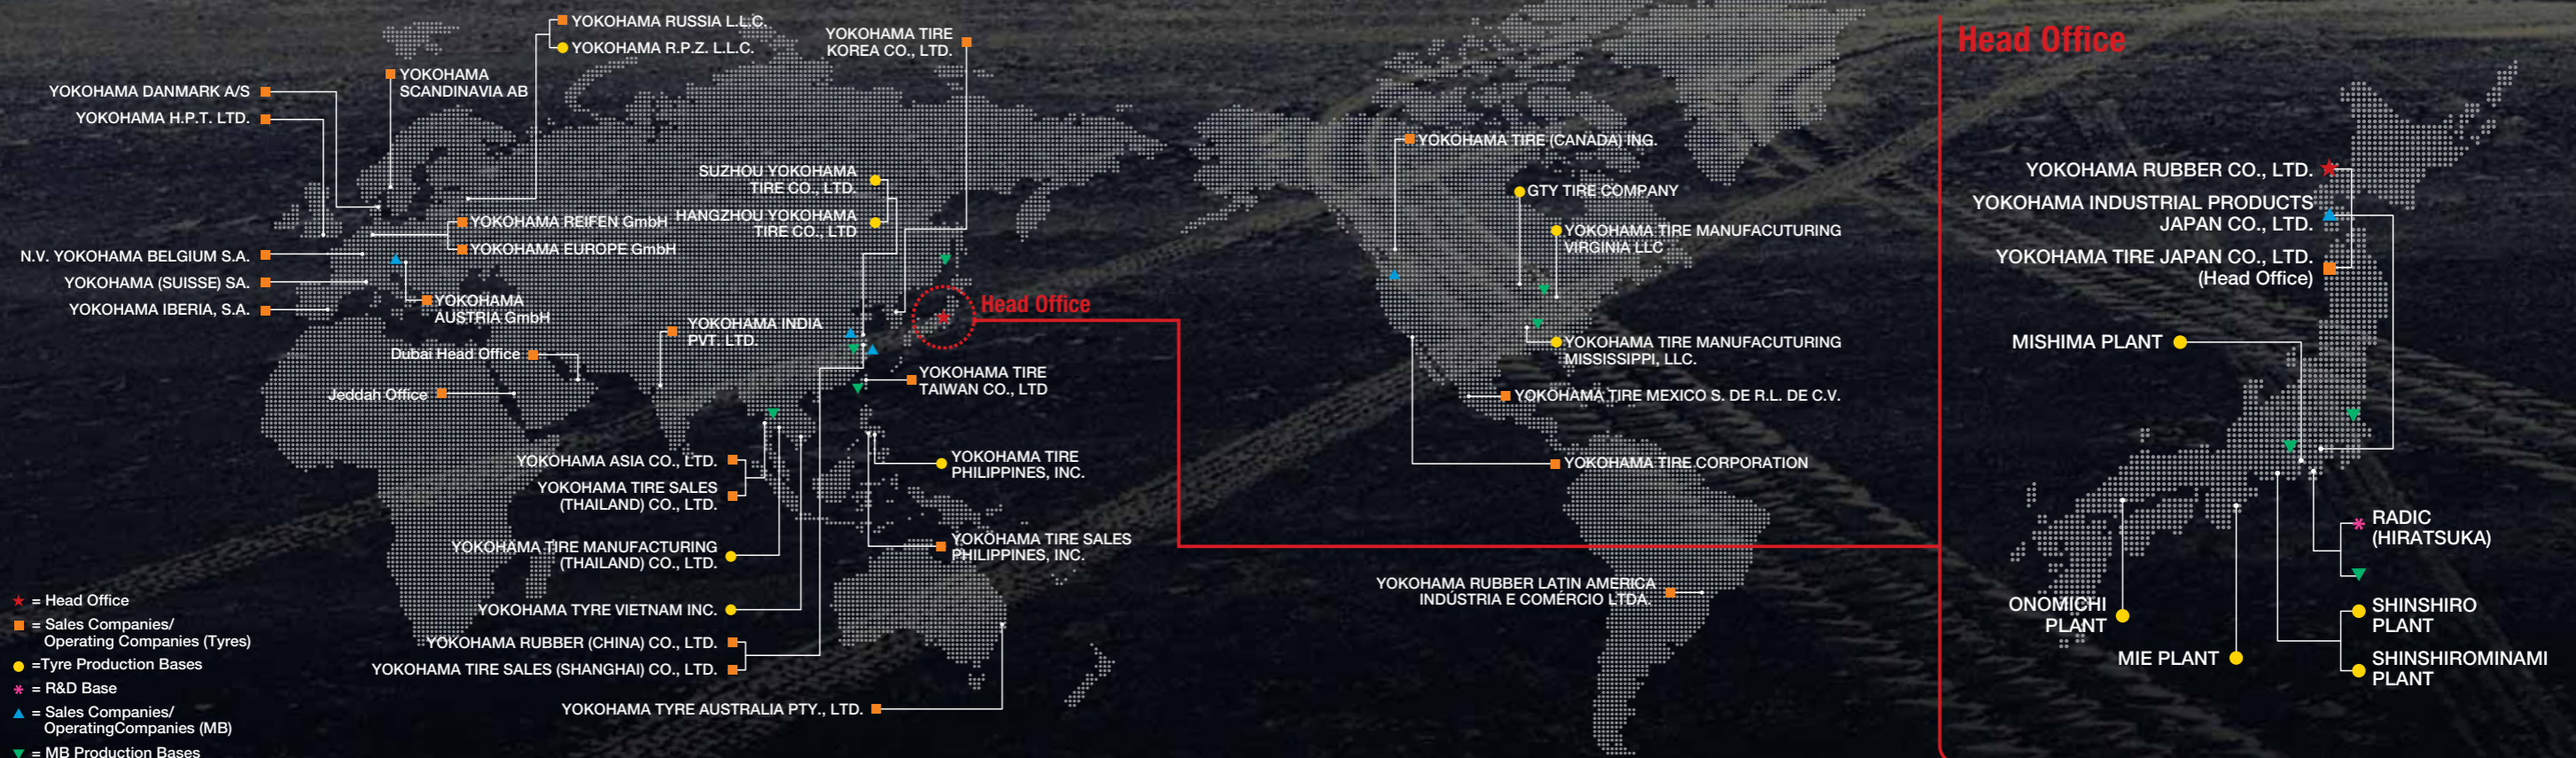 YOKOHAMA RUSSIA L.L.C.
YOKOHAMA R.P.Z. L.L.C.
YOKOHAMA TIRE
KOREA CO., LTD.
YOKOHAMA
SCANDINAVIA AB
YOKOHAMA DANMARK A/S
YOKOHAMA H.P.T. LTD.
SUZHOU YOKOHAMA
TIRE CO., LTD.
HANGZHOU YOKOHAMA
TIRE CO., LTD
YOKOHAMA REIFEN GmbH
YOKOHAMA EUROPE GmbH
N.V. YOKOHAMA BELGIUM S.A.
YOKOHAMA (SUISSE) SA.
YOKOHAMA IBERIA, S.A.
YOKOHAMA
AUSTRIA GmbH
YOKOHAMA INDIA
PVT. LTD.
Head Office
Dubai Head Office
Jeddah Office
YOKOHAMA TIRE
TAIWAN CO., LTD
YOKOHAMA ASIA CO., LTD.
YOKOHAMA TIRE SALES
(THAILAND) CO., LTD.
YOKOHAMA TIRE
PHILIPPINES, INC.
YOKOHAMA TIRE MANUFACTURING
(THAILAND) CO., LTD.
YOKOHAMA TIRE SALES
PHILIPPINES, INC.
YOKOHAMA TYRE VIETNAM INC.
YOKOHAMA RUBBER (CHINA) CO., LTD.
YOKOHAMA TIRE SALES (SHANGHAI) CO., LTD.
YOKOHAMA TYRE AUSTRALIA PTY., LTD.
= Head Office
= Sales Companies/
Operating Companies (Tyres)
=Tyre Production Bases
= R&D Base
= Sales Companies/
OperatingCompanies (MB)
= MB Production Bases
YOKOHAMA TIRE (CANADA) ING.
GTY TIRE COMPANY
YOKOHAMA TIRE MANUFACUTURING
VIRGINIA LLC
YOKOHAMA TIRE MANUFACUTURING
MISSISSIPPI, LLC.
YOKOHAMA TIRE MEXICO S. DE R.L. DE C.V.
YOKOHAMA TIRE CORPORATION
YOKOHAMA RUBBER LATIN AMERICA
INDÚSTRIA E COMÉRCIO LTDA.
Head Office
YOKOHAMA RUBBER CO., LTD.
YOKOHAMA INDUSTRIAL PRODUCTS
JAPAN CO., LTD.
YOKOHAMA TIRE JAPAN CO., LTD.
(Head Office)
MISHIMA PLANT
RADIC
(HIRATSUKA)
ONOMICHI
PLANT
SHINSHIRO
PLANT
MIE PLANT
SHINSHIROMINAMI
PLANT